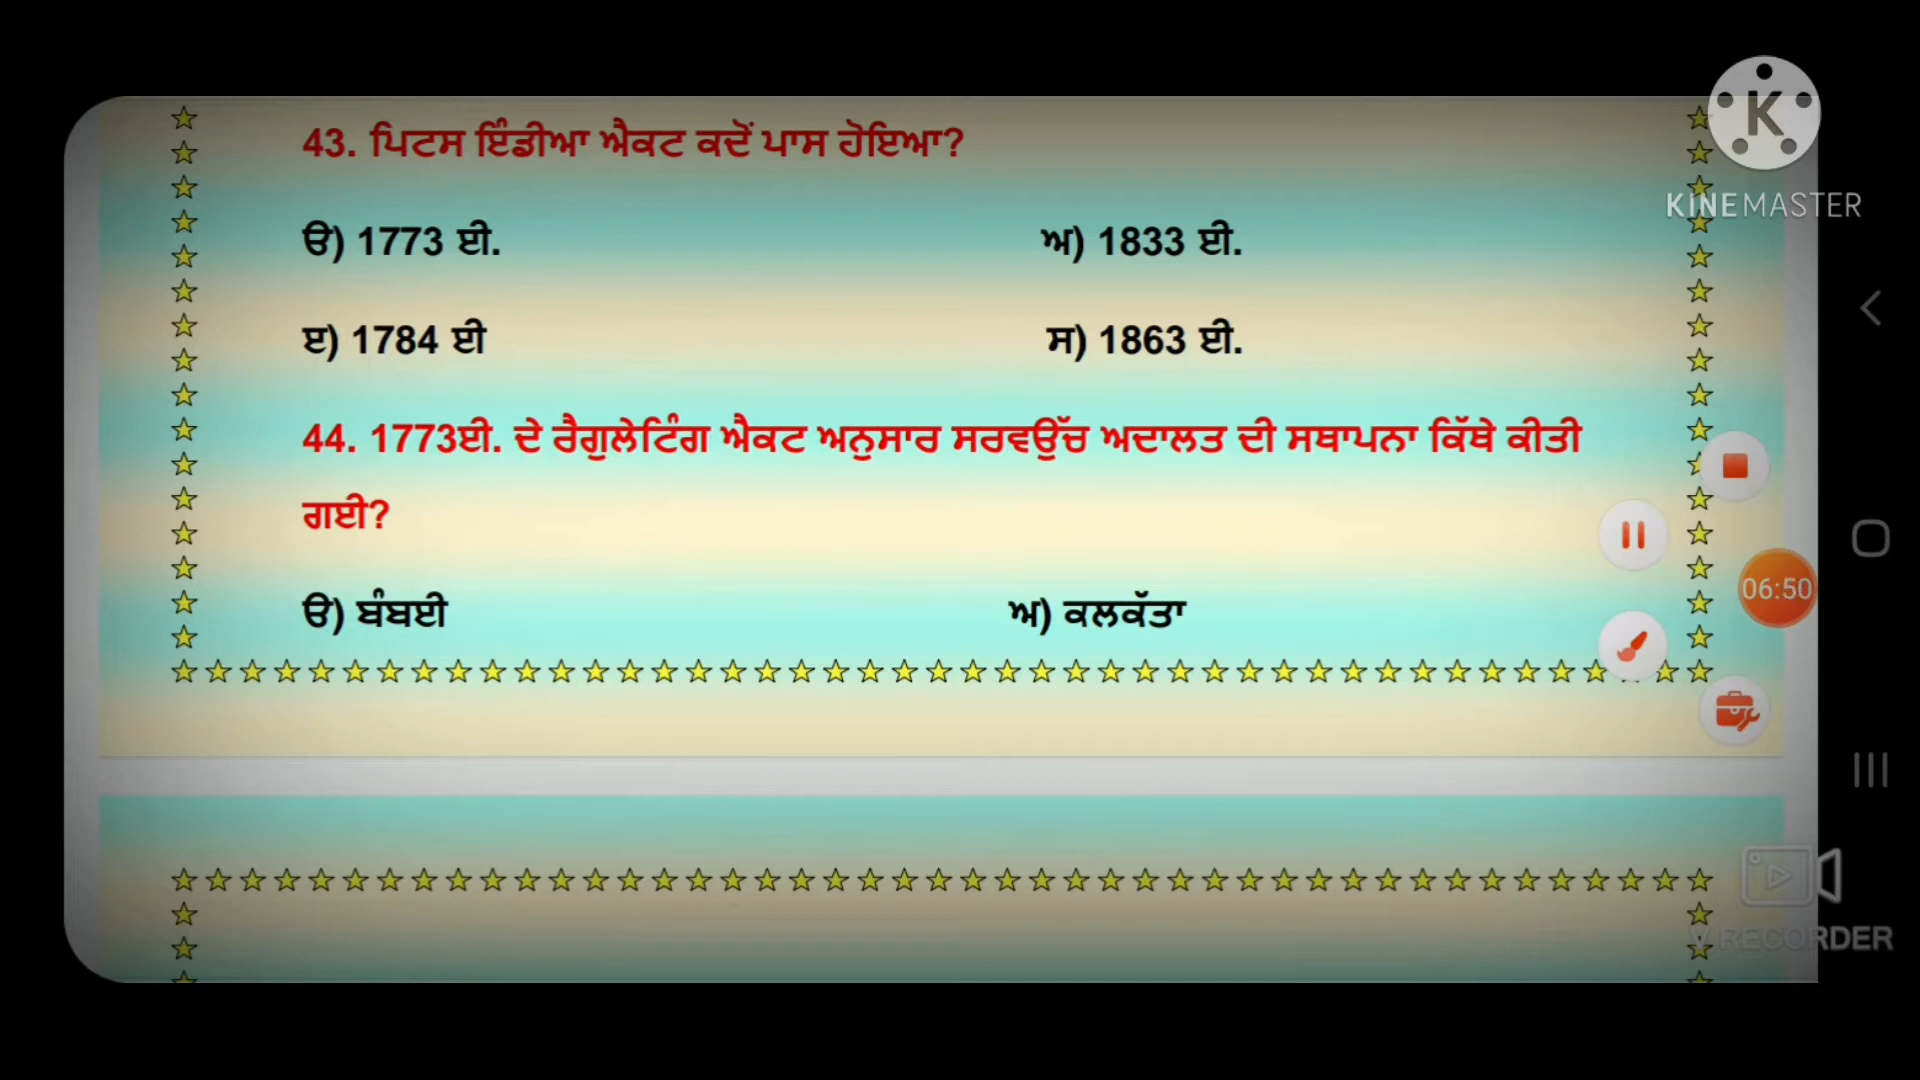 43. ਪਿਟਸ ਇੰਡੀਆ ਐਕਟ ਕਦੋਂ ਪਾਸ ਹੋਇਆ?
KINEMASTER
ੳ) 1773 ਈ. ਅ) 1833 ਈ.
ੲ) 1784 ਈ ਸ) 1863 ਈ.
44. 1773ਈ. ਦੇ ਰੈਗੁਲੇਟਿੰਗ ਐਕਟ ਅਨੁਸਾਰ ਸਰਵਉੱਚ ਅਦਾਲਤ ਦੀ ਸਥਾਪਨਾ ਕਿੱਥੇ ਕੀਤੀ
ਗਈ?
06:50
ੳ) ਬੰਬਈ ਅ) ਕਲਕੱਤਾ
V RECORDER